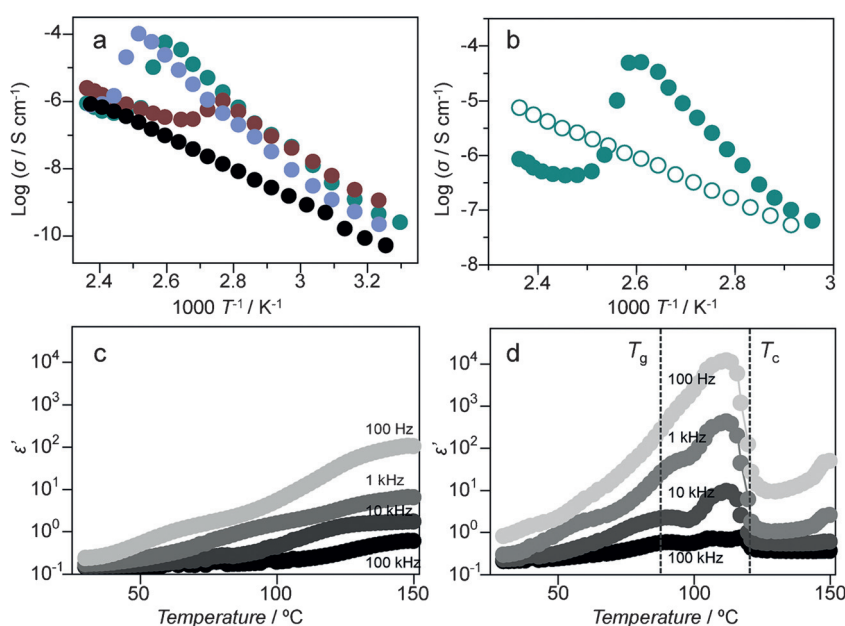 a
-4
-6
-8
-10
Log (σ / S cm⁻¹)
2.4 2.6 2.8 3 3.2
1000 T⁻¹ / K⁻¹
b
-4
-5
-6
-7
-8
Log (σ / S cm⁻¹)
2.4 2.6 2.8 3
1000 T⁻¹ / K⁻¹
c
10⁴
10³
10²
10¹
10⁰
10⁻¹
ε'
100 Hz
1 kHz
10 kHz
100 kHz
50 100 150
Temperature / ºC
d
Tg
Tc
10⁴
10³
10²
10¹
10⁰
10⁻¹
ε'
100 Hz
1 kHz
10 kHz
100 kHz
50 100 150
Temperature / ºC